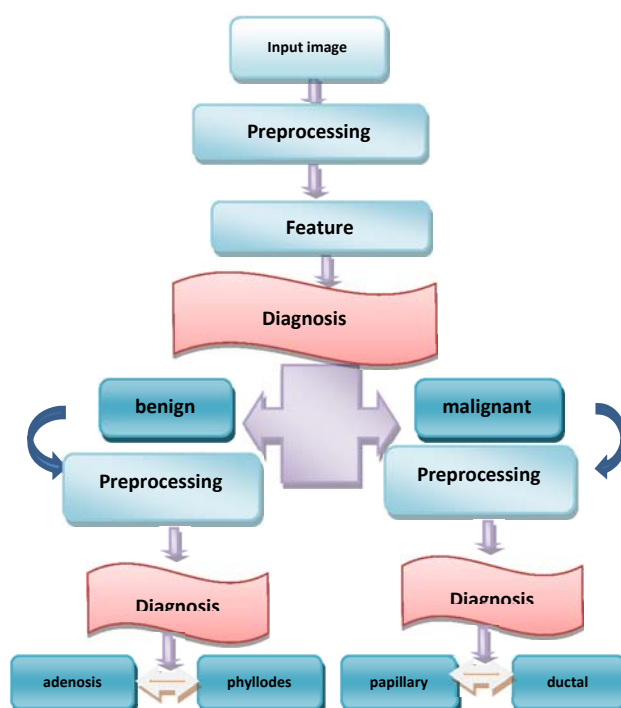 Input image
Preprocessing
Feature
Diagnosis
benign
malignant
Preprocessing
Preprocessing
Diagnosis
Diagnosis
adenosis
phyllodes
papillary
ductal